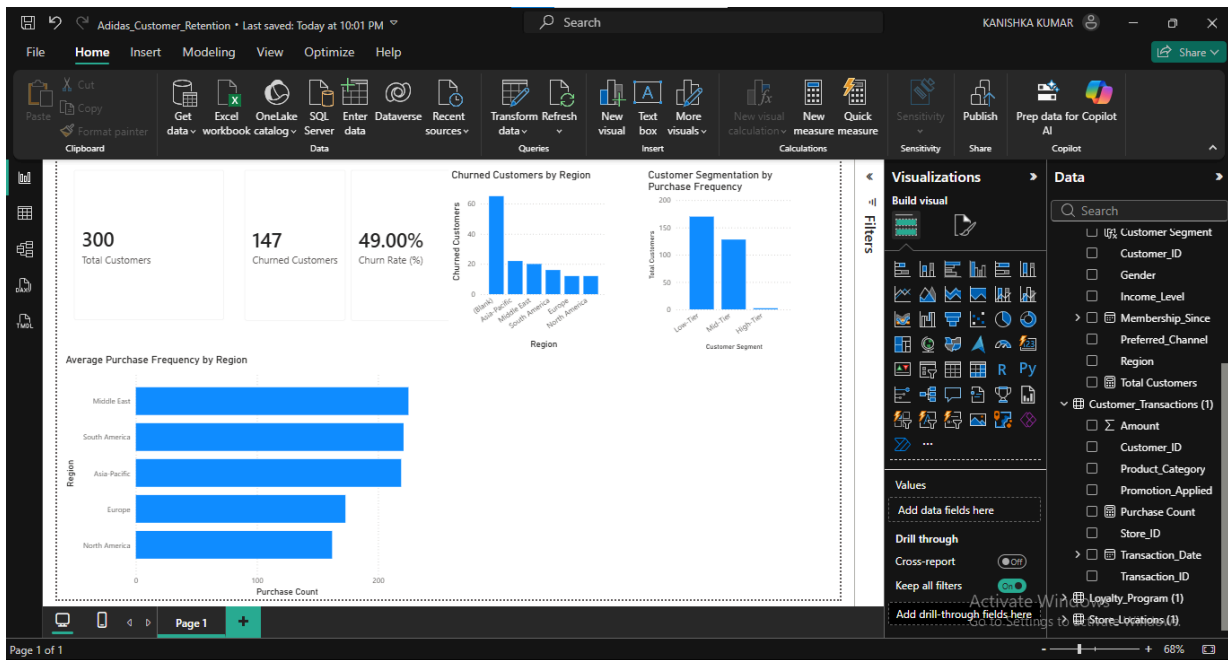 Adidas_Customer_Retention • Last saved: Today at 10:01 PM
Search
KANISHKA KUMAR
File Home Insert Modeling View Optimize Help
Share
Paste
Cut
Copy
Format painter
Clipboard
Get data
Excel workbook
OneLake catalog
SQL Server
Enter data
Dataverse
Recent sources
Data
Transform data
Refresh
Queries
New visual
Text box
More visuals
Insert
New visual calculation
New measure
Quick measure
Calculations
Sensitivity
Sensitivity
Publish
Share
Prep data for AI
Copilot
Copilot
DAX
TMDL
300
Total Customers
147
Churned Customers
49.00%
Churn Rate (%)
Churned Customers by Region
Churned Customers
60
40
20
0
(Blank)
Asia-Pacific
Middle East
South America
Europe
North America
Region
Customer Segmentation by
Purchase Frequency
Total Customers
200
150
100
50
0
Low-Tier
Mid-Tier
High-Tier
Customer Segment
Average Purchase Frequency by Region
Region
Middle East
South America
Asia-Pacific
Europe
North America
0 100 200
Purchase Count
Filters
Visualizations
Build visual
123
R
Py
Values
Add data fields here
Drill through
Cross-report
Off
Keep all filters
On
Add drill-through fields here
Data
Search
Customer Segment
Customer_ID
Gender
Income_Level
Membership_Since
Preferred_Channel
Region
Total Customers
Customer_Transactions (1)
Amount
Customer_ID
Product_Category
Promotion_Applied
Purchase Count
Store_ID
Transaction_Date
Transaction_ID
Loyalty_Program (1)
Store_Locations (1)
Activate Windows
Go to Settings to activate Windows.
Page 1
Page 1 of 1
68%